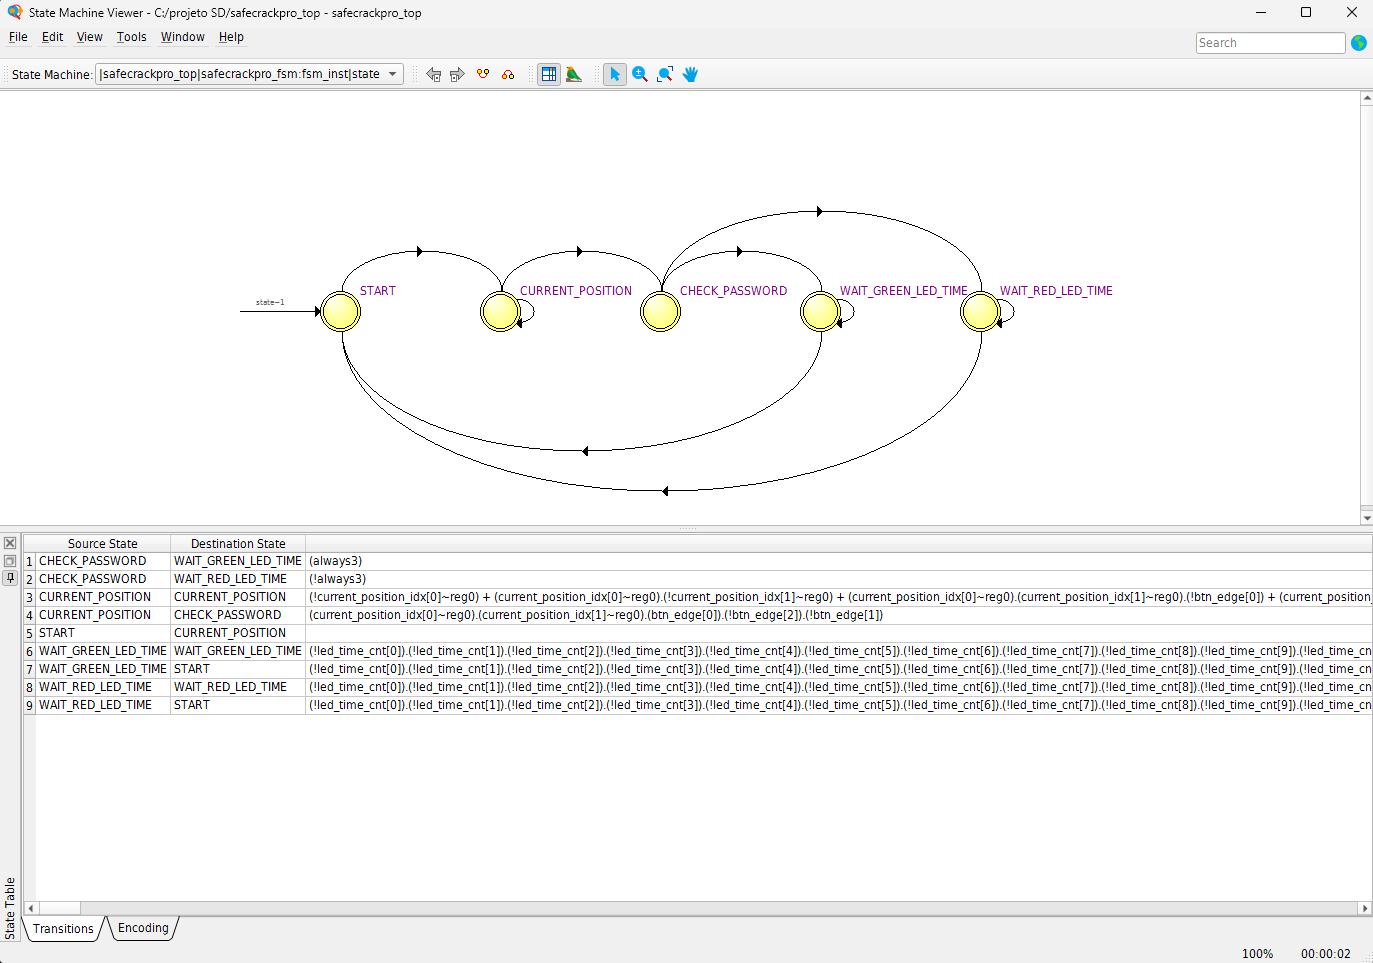 State Machine Viewer - C:/projeto SD/safecrackpro_top - safecrackpro_top
File Edit View Tools Window Help
Search
State Machine: |safecrackpro_top|safecrackpro_fsm:fsm_inst|state
state~1
START
CURRENT_POSITION
CHECK_PASSWORD
WAIT_GREEN_LED_TIME
WAIT_RED_LED_TIME
Source State Destination State
1 CHECK_PASSWORD WAIT_GREEN_LED_TIME (always3)
2 CHECK_PASSWORD WAIT_RED_LED_TIME (!always3)
3 CURRENT_POSITION CURRENT_POSITION (!current_position_idx[0]~reg0) + (current_position_idx[0]~reg0).(!current_position_idx[1]~reg0) + (current_position_idx[0]~reg0).(current_position_idx[1]~reg0).(!btn_edge[0]) + (current_position_
4 CURRENT_POSITION CHECK_PASSWORD (current_position_idx[0]~reg0).(current_position_idx[1]~reg0).(btn_edge[0]).(!btn_edge[2]).(!btn_edge[1])
5 START CURRENT_POSITION
6 WAIT_GREEN_LED_TIME WAIT_GREEN_LED_TIME (!led_time_cnt[0]).(!led_time_cnt[1]).(!led_time_cnt[2]).(!led_time_cnt[3]).(!led_time_cnt[4]).(!led_time_cnt[5]).(!led_time_cnt[6]).(!led_time_cnt[7]).(!led_time_cnt[8]).(!led_time_cnt[9]).(!led_time_cn
7 WAIT_GREEN_LED_TIME START (!led_time_cnt[0]).(!led_time_cnt[1]).(!led_time_cnt[2]).(!led_time_cnt[3]).(!led_time_cnt[4]).(!led_time_cnt[5]).(!led_time_cnt[6]).(!led_time_cnt[7]).(!led_time_cnt[8]).(!led_time_cnt[9]).(!led_time_cn
8 WAIT_RED_LED_TIME WAIT_RED_LED_TIME (!led_time_cnt[0]).(!led_time_cnt[1]).(!led_time_cnt[2]).(!led_time_cnt[3]).(!led_time_cnt[4]).(!led_time_cnt[5]).(!led_time_cnt[6]).(!led_time_cnt[7]).(!led_time_cnt[8]).(!led_time_cnt[9]).(!led_time_cn
9 WAIT_RED_LED_TIME START (!led_time_cnt[0]).(!led_time_cnt[1]).(!led_time_cnt[2]).(!led_time_cnt[3]).(!led_time_cnt[4]).(!led_time_cnt[5]).(!led_time_cnt[6]).(!led_time_cnt[7]).(!led_time_cnt[8]).(!led_time_cnt[9]).(!led_time_cn
State Table
Transitions Encoding
100% 00:00:02